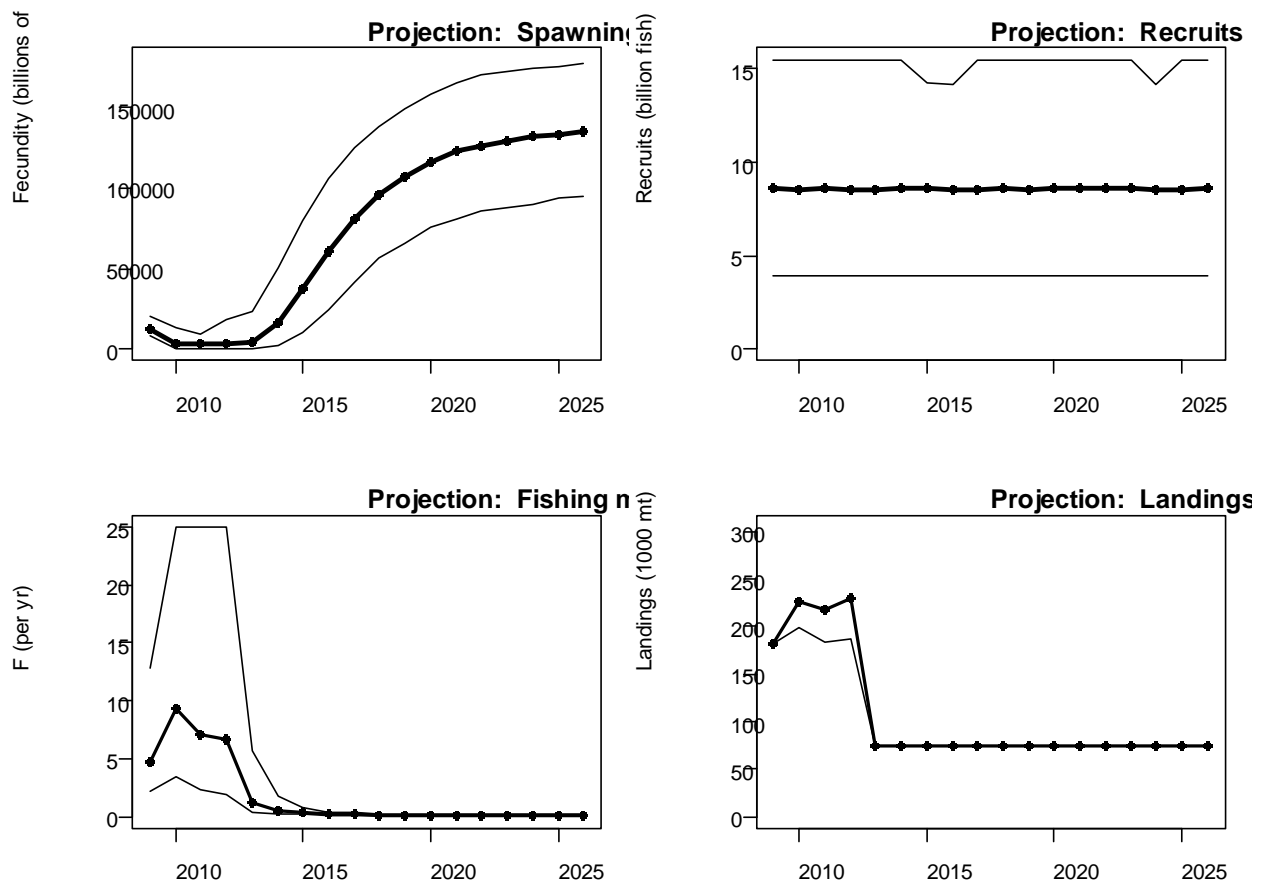 Projection: Spawning
Fecundity (billions of
150000
100000
50000
0
2010 2015 2020 2025
Projection: Recruits
Recruits (billion fish)
15
10
5
0
2010 2015 2020 2025
Projection: Fishing m
F (per yr)
25
20
15
10
5
0
2010 2015 2020 2025
Projection: Landings
Landings (1000 mt)
300
250
200
150
100
50
0
2010 2015 2020 2025